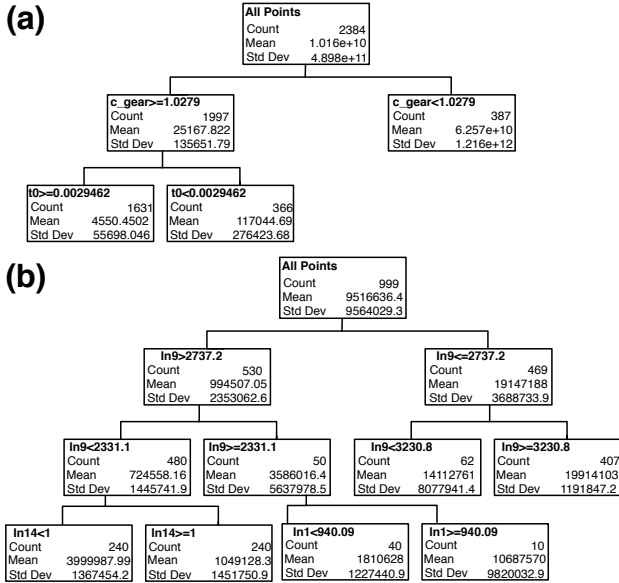 (a)
All Points
Count 2384
Mean 1.016e+10
Std Dev 4.898e+11
c_gear>=1.0279
Count 1997
Mean 25167.822
Std Dev 135651.79
c_gear<1.0279
Count 387
Mean 6.257e+10
Std Dev 1.216e+12
t0>=0.0029462
Count 1631
Mean 4550.4502
Std Dev 55698.046
t0<0.0029462
Count 366
Mean 117044.69
Std Dev 276423.68
(b)
All Points
Count 999
Mean 9516636.4
Std Dev 9564029.3
In9>2737.2
Count 530
Mean 994507.05
Std Dev 2353062.6
In9<=2737.2
Count 469
Mean 19147188
Std Dev 3688733.9
In9<2331.1
Count 480
Mean 724558.16
Std Dev 1445741.9
In9>=2331.1
Count 50
Mean 3586016.4
Std Dev 5637978.5
In9<3230.8
Count 62
Mean 14112761
Std Dev 8077941.4
In9>=3230.8
Count 407
Mean 19914103
Std Dev 1191847.2
In14<1
Count 240
Mean 3999987.99
Std Dev 1367454.2
In14>=1
Count 240
Mean 1049128.3
Std Dev 1451750.9
In1<940.09
Count 40
Mean 1810628
Std Dev 1227440.9
In1>=940.09
Count 10
Mean 10687570
Std Dev 9820032.9